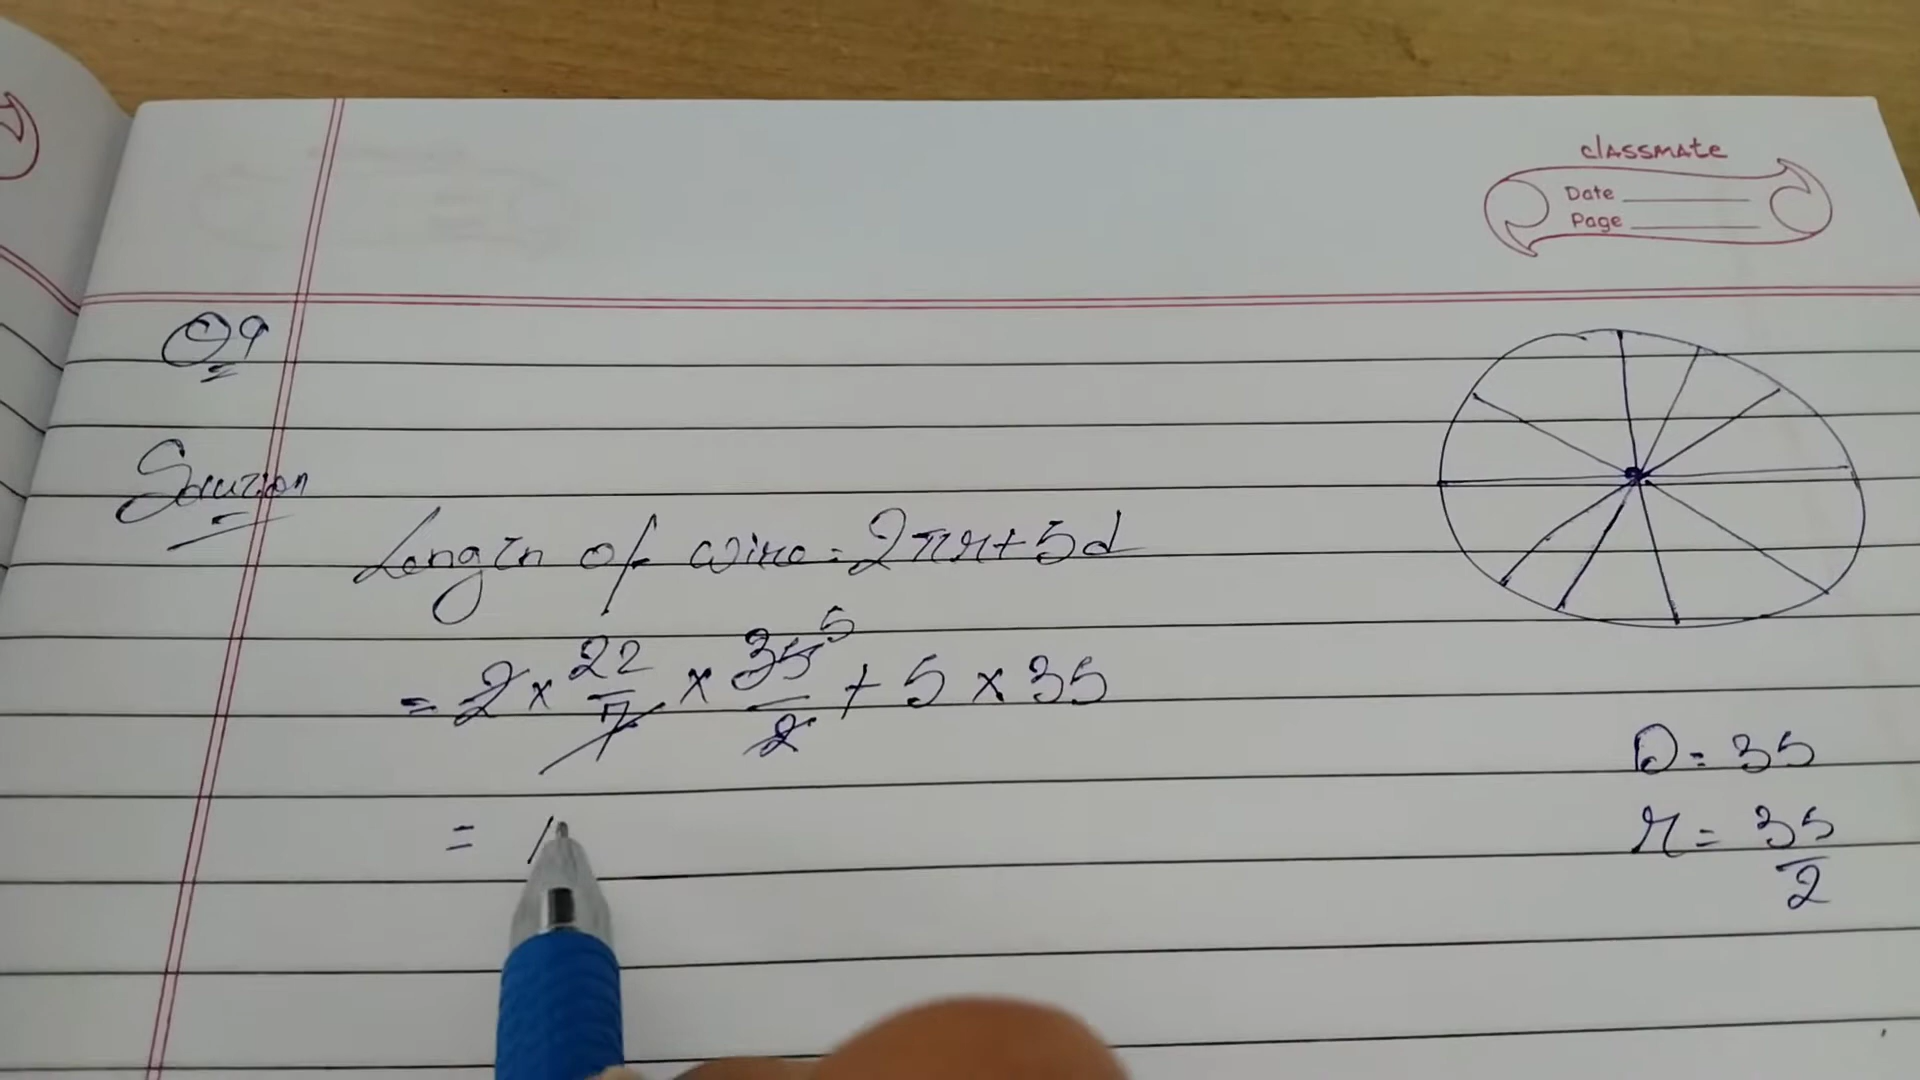 classmate
Date
Page
Q9
Solution
Length of wire = 2πr + 5d
= 2 × 22/7 × 35/2 + 5 × 35
5
= 1
D = 35
r = 35/2